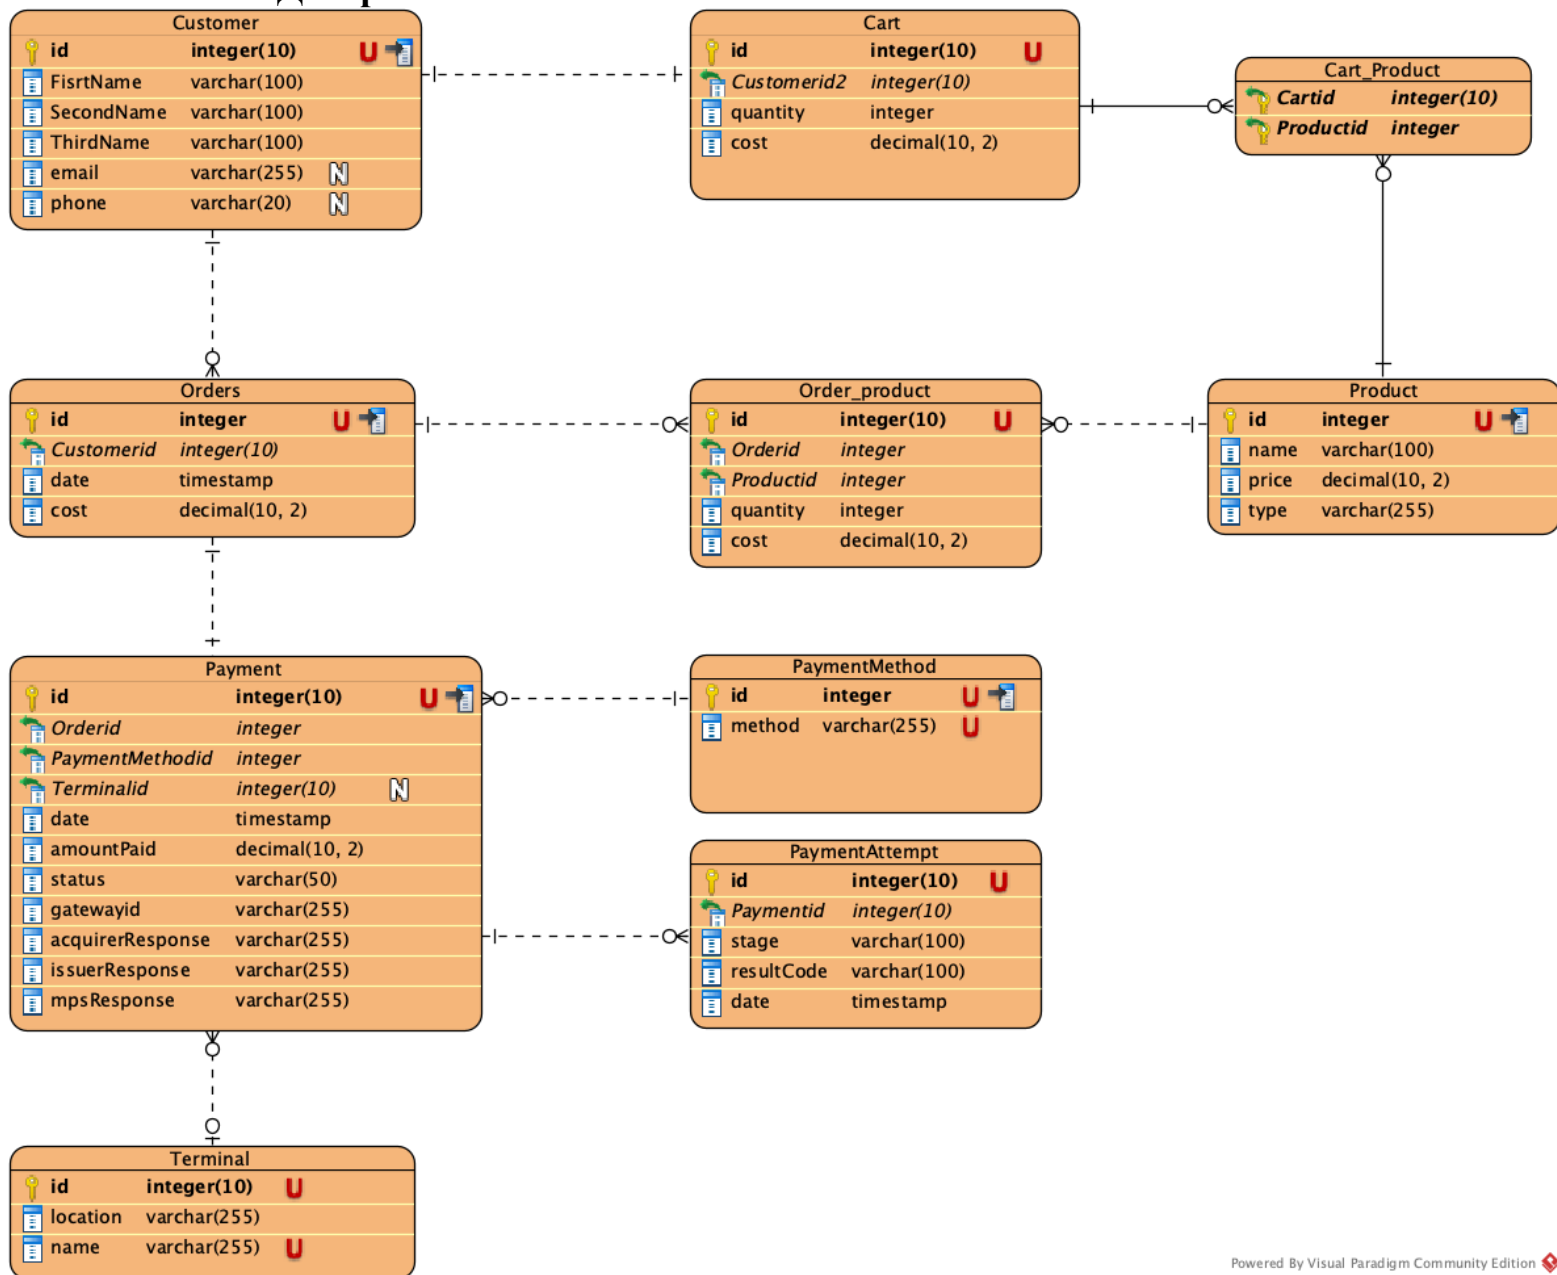 Customer
id integer(10) U
FisrtName varchar(100)
SecondName varchar(100)
ThirdName varchar(100)
email varchar(255) N
phone varchar(20) N
Cart
id integer(10) U
Customerid2 integer(10)
quantity integer
cost decimal(10, 2)
Cart_Product
Cartid integer(10)
Productid integer
Orders
id integer U
Customerid integer(10)
date timestamp
cost decimal(10, 2)
Order_product
id integer(10) U
Orderid integer
Productid integer
quantity integer
cost decimal(10, 2)
Product
id integer U
name varchar(100)
price decimal(10, 2)
type varchar(255)
Payment
id integer(10) U
Orderid integer
PaymentMethodid integer
Terminalid integer(10) N
date timestamp
amountPaid decimal(10, 2)
status varchar(50)
gatewayid varchar(255)
acquirerResponse varchar(255)
issuerResponse varchar(255)
mpsResponse varchar(255)
PaymentMethod
id integer U
method varchar(255) U
PaymentAttempt
id integer(10) U
Paymentid integer(10)
stage varchar(100)
resultCode varchar(100)
date timestamp
Terminal
id integer(10) U
location varchar(255)
name varchar(255) U
Powered By Visual Paradigm Community Edition